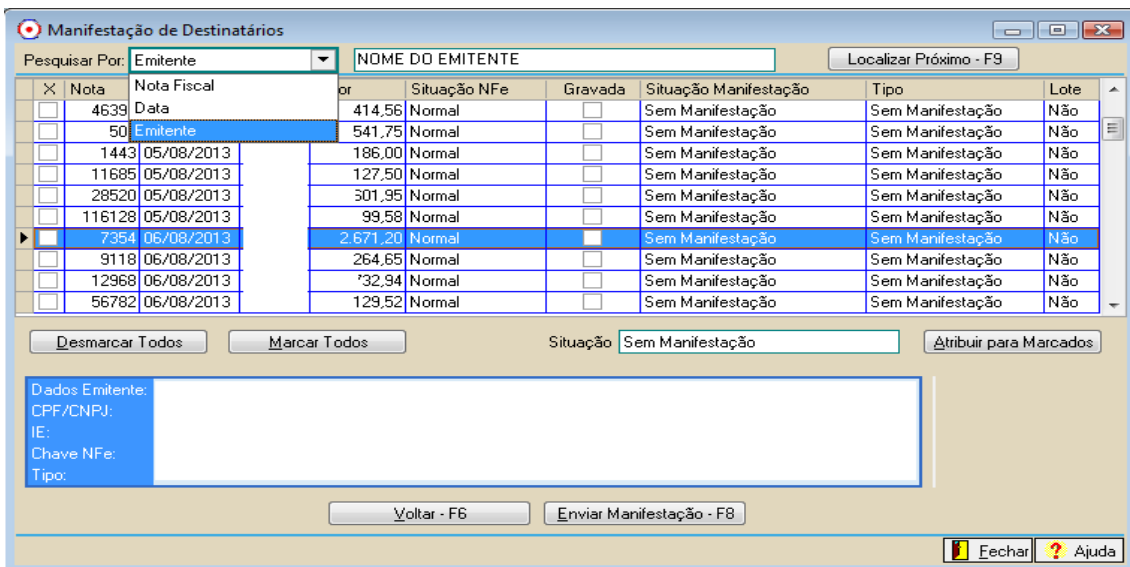 Manifestação de Destinatários
Pesquisar Por: Emitente NOME DO EMITENTE Localizar Próximo - F9
Nota Fiscal
Data
Emitente
X Nota or Situação NFe Gravada Situação Manifestação Tipo Lote
4639 414,56 Normal Sem Manifestação Sem Manifestação Não
50 541,75 Normal Sem Manifestação Sem Manifestação Não
1443 05/08/2013 186,00 Normal Sem Manifestação Sem Manifestação Não
11685 05/08/2013 127,50 Normal Sem Manifestação Sem Manifestação Não
28520 05/08/2013 01,95 Normal Sem Manifestação Sem Manifestação Não
116128 05/08/2013 99,58 Normal Sem Manifestação Sem Manifestação Não
7354 06/08/2013 2.671,20 Normal Sem Manifestação Sem Manifestação Não
9118 06/08/2013 264,65 Normal Sem Manifestação Sem Manifestação Não
12968 06/08/2013 32,94 Normal Sem Manifestação Sem Manifestação Não
56782 06/08/2013 129,52 Normal Sem Manifestação Sem Manifestação Não
Desmarcar Todos Marcar Todos Situação Sem Manifestação Atribuir para Marcados
Dados Emitente:
CPF/CNPJ:
IE:
Chave NFe:
Tipo:
Voltar - F6 Enviar Manifestação - F8
Fechar Ajuda